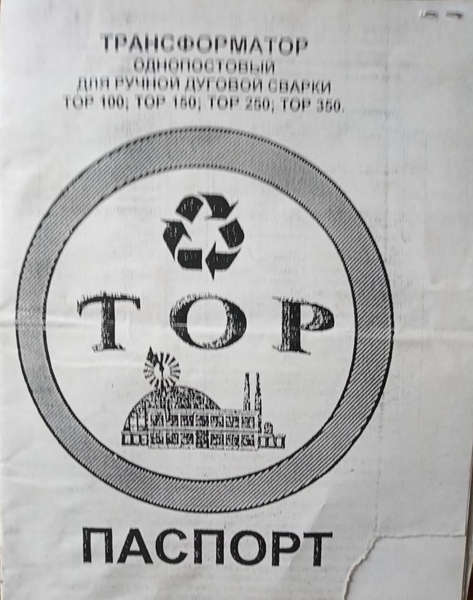 ТРАНСФОРМАТОР
ОДНОПОСТОВЫЙ
ДЛЯ РУЧНОЙ ДУГОВОЙ СВАРКИ
ТОР 100; ТОР 150; ТОР 250; ТОР 350.
ТОР
ПАСПОРТ